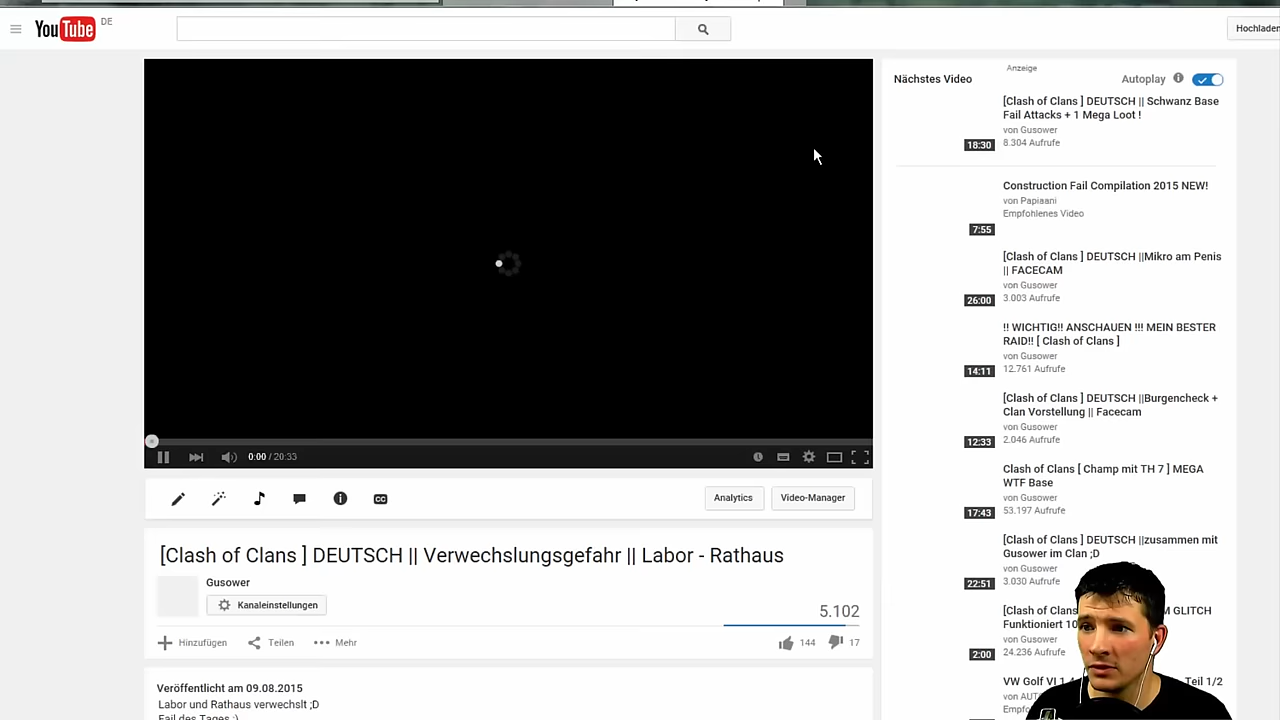 YouTube DE
Hochladen
Anzeige
Nächstes Video
Autoplay
[Clash of Clans ] DEUTSCH || Schwanz Base
Fail Attacks + 1 Mega Loot !
von Gusower
8.304 Aufrufe
18:30
Construction Fail Compilation 2015 NEW!
von Papiaani
Empfohlenes Video
7:55
[Clash of Clans ] DEUTSCH ||Mikro am Penis
|| FACECAM
von Gusower
3.003 Aufrufe
26:00
!! WICHTIG!! ANSCHAUEN !!! MEIN BESTER
RAID!! [ Clash of Clans ]
von Gusower
12.761 Aufrufe
14:11
[Clash of Clans ] DEUTSCH ||Burgencheck +
Clan Vorstellung || Facecam
von Gusower
2.046 Aufrufe
12:33
Clash of Clans [ Champ mit TH 7 ] MEGA
WTF Base
von Gusower
53.197 Aufrufe
17:43
[Clash of Clans ] DEUTSCH ||zusammen mit
Gusower im Clan ;D
von Gusower
3.030 Aufrufe
22:51
[Clash of Clans GLITCH
Funktioniert
von Gusower
24.236 Aufrufe
2:00
VW Golf VI Teil 1/2
0:00 / 20:33
CC
Analytics
Video-Manager
[Clash of Clans ] DEUTSCH || Verwechslungsgefahr || Labor - Rathaus
Gusower
Kanaleinstellungen
5.102
Hinzufügen
Teilen
Mehr
144
17
Veröffentlicht am 09.08.2015
Labor und Rathaus verwechslt ;D
Fail des Tages :)